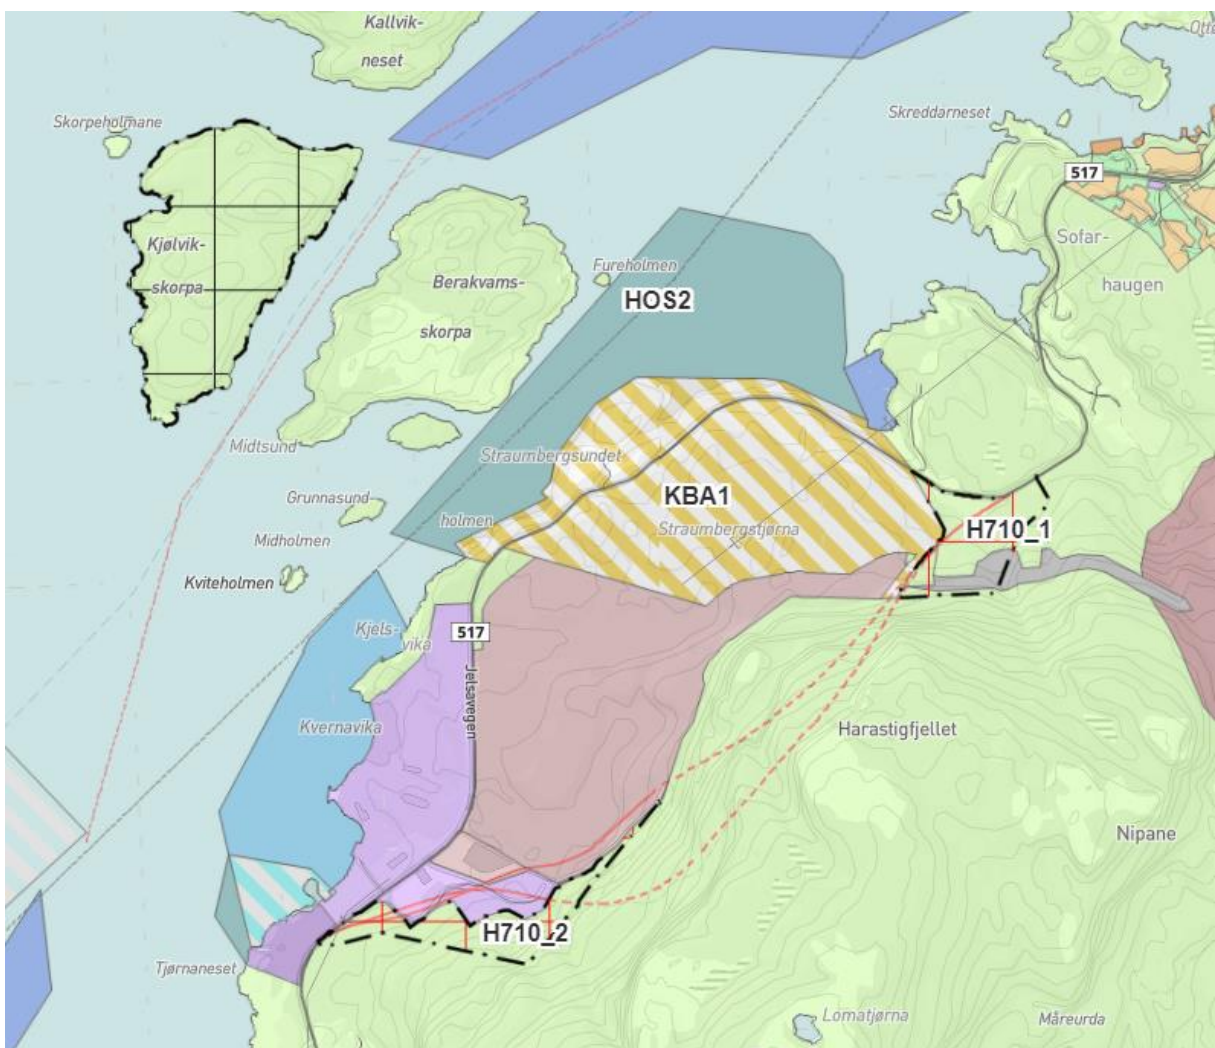 Kallvik-
neset
Skorpeholmane
Skreddarneset
517
Kjølvik-
skorpa
Sofar-
haugen
Fureholmen
Berakvams-
skorpa
HOS2
Midtsund
Straumbergsundet
Grunnasund
KBA1
holmen
Straumbergstjørna
H710_1
Midholmen
Kviteholmen
Kjels-
vika
517
Jelsavegen
Kvernavika
Harastigfjellet
Nipane
H710_2
Tjørnaneset
Lomatjørna
Måreurda